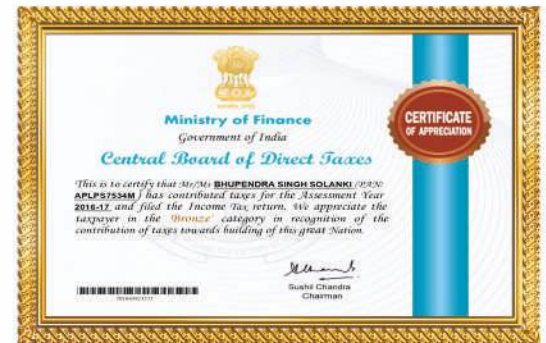 Ministry of Finance
Government of India
Central Board of Direct Taxes
CERTIFICATE
OF APPRECIATION
This is to certify that Mr/Ms BHUPENDRA SINGH SOLANKI (PAN:
APLPS7534M ) has contributed taxes for the Assessment Year
2016-17 and filed the Income Tax return. We appreciate the
taxpayer in the 'Bronze' category in recognition of the
contribution of taxes towards building of this great Nation.
Sushil Chandra
Chairman